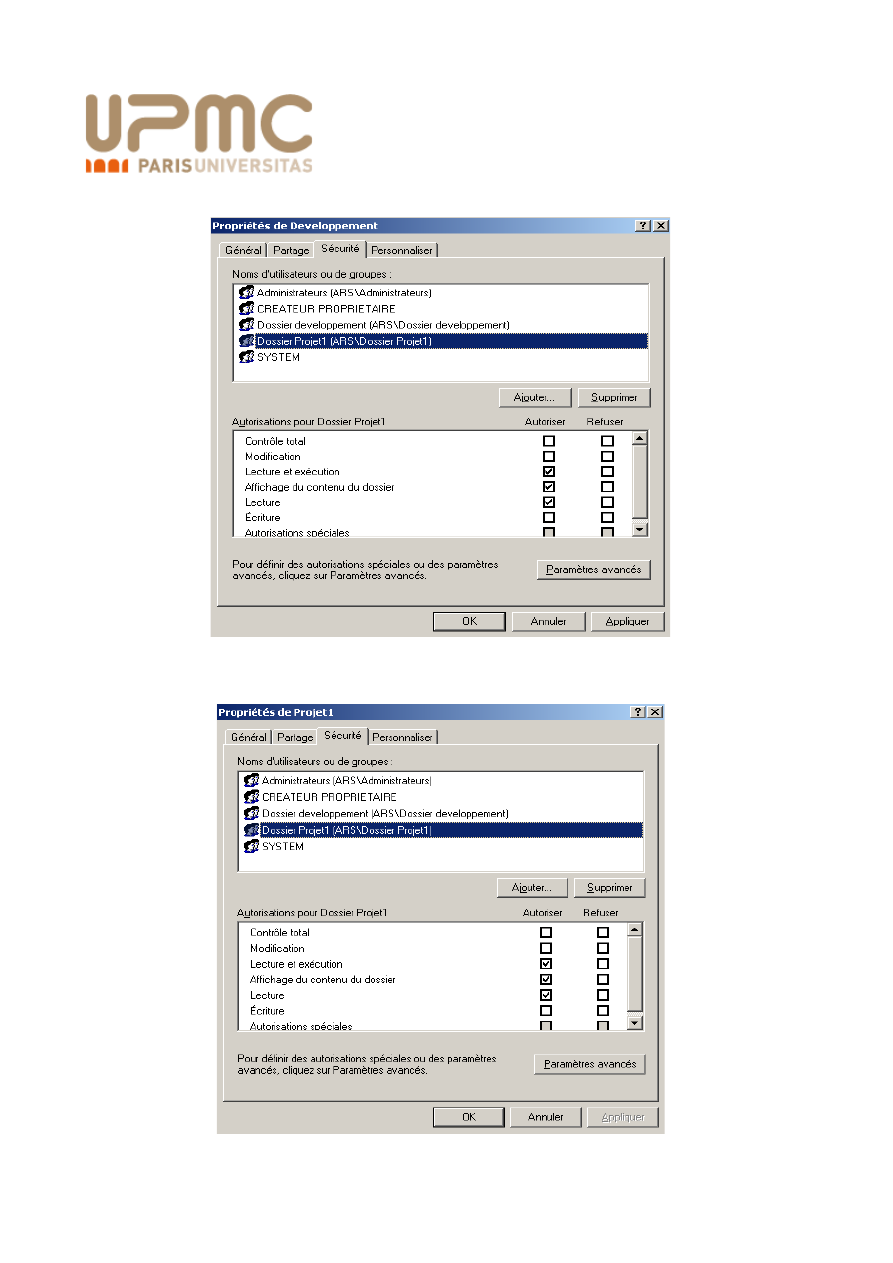 UPMC
PARISUNIVERSITAS
Propriétés de Developpement
Général Partage Sécurité Personnaliser
Noms d'utilisateurs ou de groupes :
Administrateurs (ARS\Administrateurs)
CREATEUR PROPRIETAIRE
Dossier developpement (ARS\Dossier developpement)
Dossier Projet1 (ARS\Dossier Projet1)
SYSTEM
Ajouter... Supprimer
Autorisations pour Dossier Projet1 Autoriser Refuser
Contrôle total
Modification
Lecture et exécution
Affichage du contenu du dossier
Lecture
Écriture
Autorisations spéciales
Pour définir des autorisations spéciales ou des paramètres
avancés, cliquez sur Paramètres avancés.
Paramètres avancés
OK Annuler Appliquer
Propriétés de Projet1
Général Partage Sécurité Personnaliser
Noms d'utilisateurs ou de groupes :
Administrateurs (ARS\Administrateurs)
CREATEUR PROPRIETAIRE
Dossier developpement (ARS\Dossier developpement)
Dossier Projet1 (ARS\Dossier Projet1)
SYSTEM
Ajouter... Supprimer
Autorisations pour Dossier Projet1 Autoriser Refuser
Contrôle total
Modification
Lecture et exécution
Affichage du contenu du dossier
Lecture
Écriture
Autorisations spéciales
Pour définir des autorisations spéciales ou des paramètres
avancés, cliquez sur Paramètres avancés.
Paramètres avancés
OK Annuler Appliquer